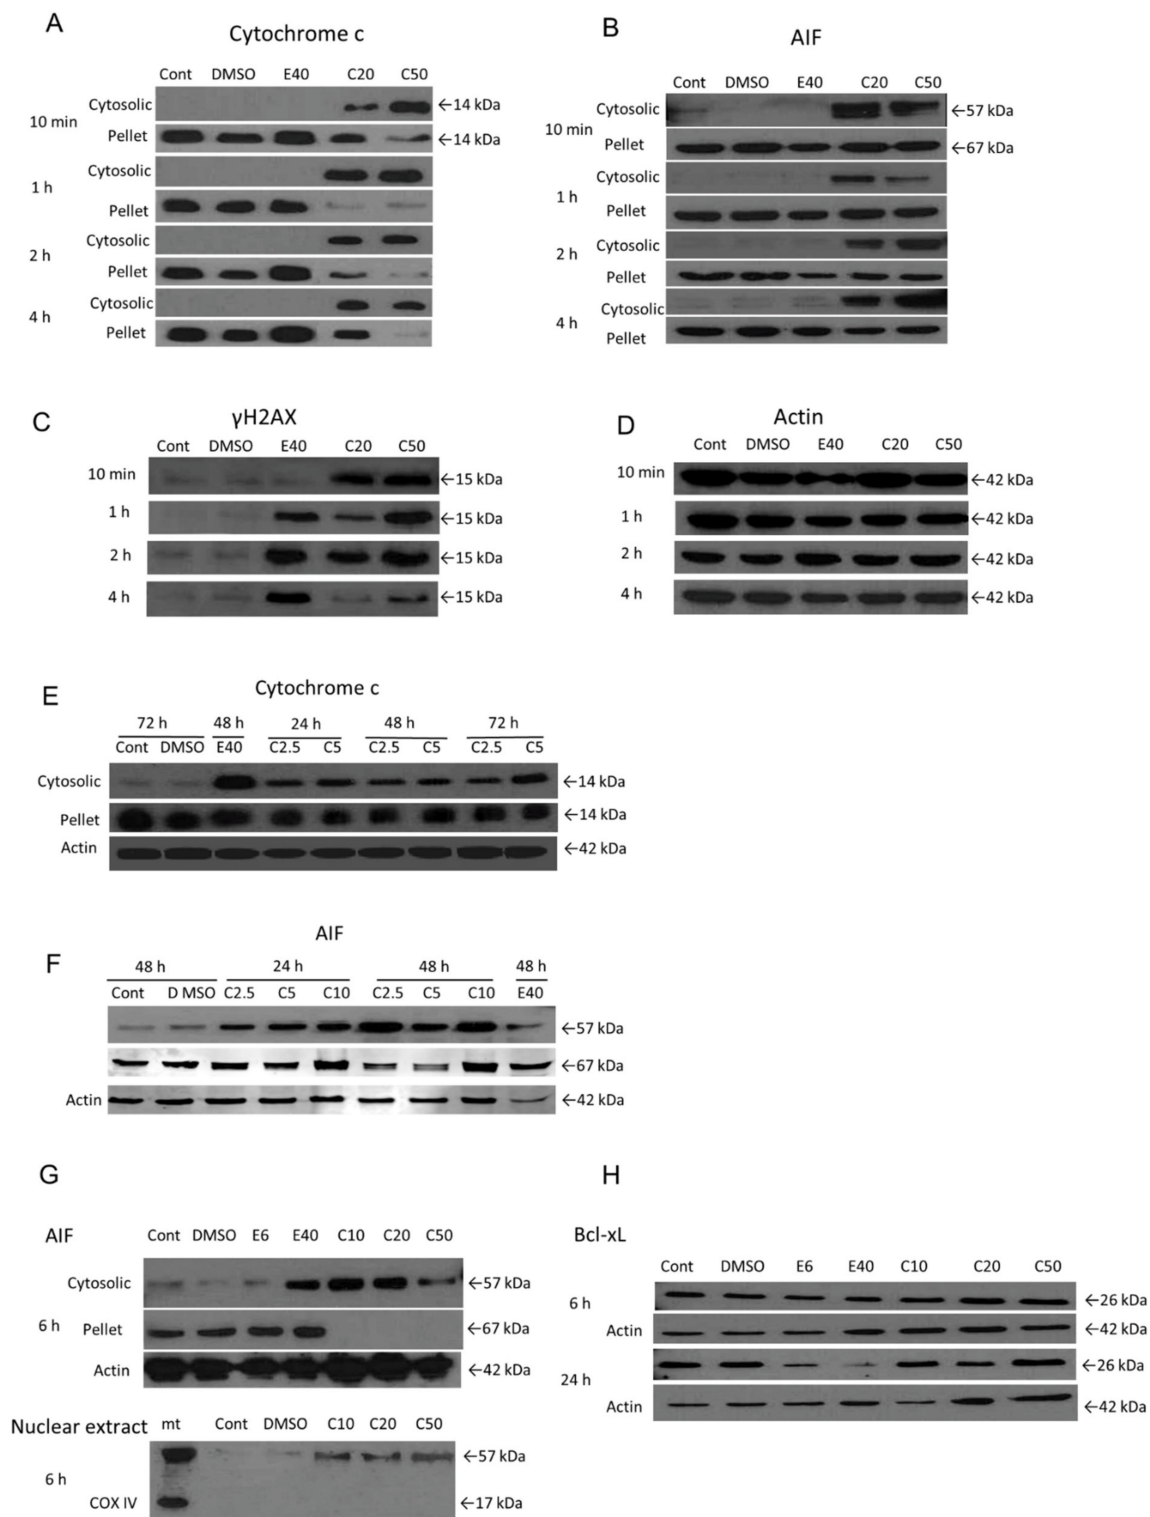 A
Cytochrome c
Cont DMSO E40 C20 C50
10 min
Cytosolic ←14 kDa
Pellet ←14 kDa
1 h
Cytosolic
Pellet
2 h
Cytosolic
Pellet
4 h
Cytosolic
Pellet
B
AIF
Cont DMSO E40 C20 C50
10 min
Cytosolic ←57 kDa
Pellet ←67 kDa
1 h
Cytosolic
Pellet
2 h
Cytosolic
Pellet
4 h
Cytosolic
Pellet
C
γH2AX
Cont DMSO E40 C20 C50
10 min ←15 kDa
1 h ←15 kDa
2 h ←15 kDa
4 h ←15 kDa
D
Actin
Cont DMSO E40 C20 C50
10 min ←42 kDa
1 h ←42 kDa
2 h ←42 kDa
4 h ←42 kDa
E
Cytochrome c
72 h 48 h 24 h 48 h 72 h
Cont DMSO E40 C2.5 C5 C2.5 C5 C2.5 C5
Cytosolic ←14 kDa
Pellet ←14 kDa
Actin ←42 kDa
F
AIF
48 h 24 h 48 h 48 h
Cont D MSO C2.5 C5 C10 C2.5 C5 C10 E40
←57 kDa
←67 kDa
Actin ←42 kDa
G
AIF
Cont DMSO E6 E40 C10 C20 C50
Cytosolic ←57 kDa
6 h Pellet ←67 kDa
Actin ←42 kDa
Nuclear extract mt Cont DMSO C10 C20 C50
←57 kDa
6 h
COX IV ←17 kDa
H
Bcl-xL
Cont DMSO E6 E40 C10 C20 C50
6 h ←26 kDa
Actin ←42 kDa
24 h ←26 kDa
Actin ←42 kDa